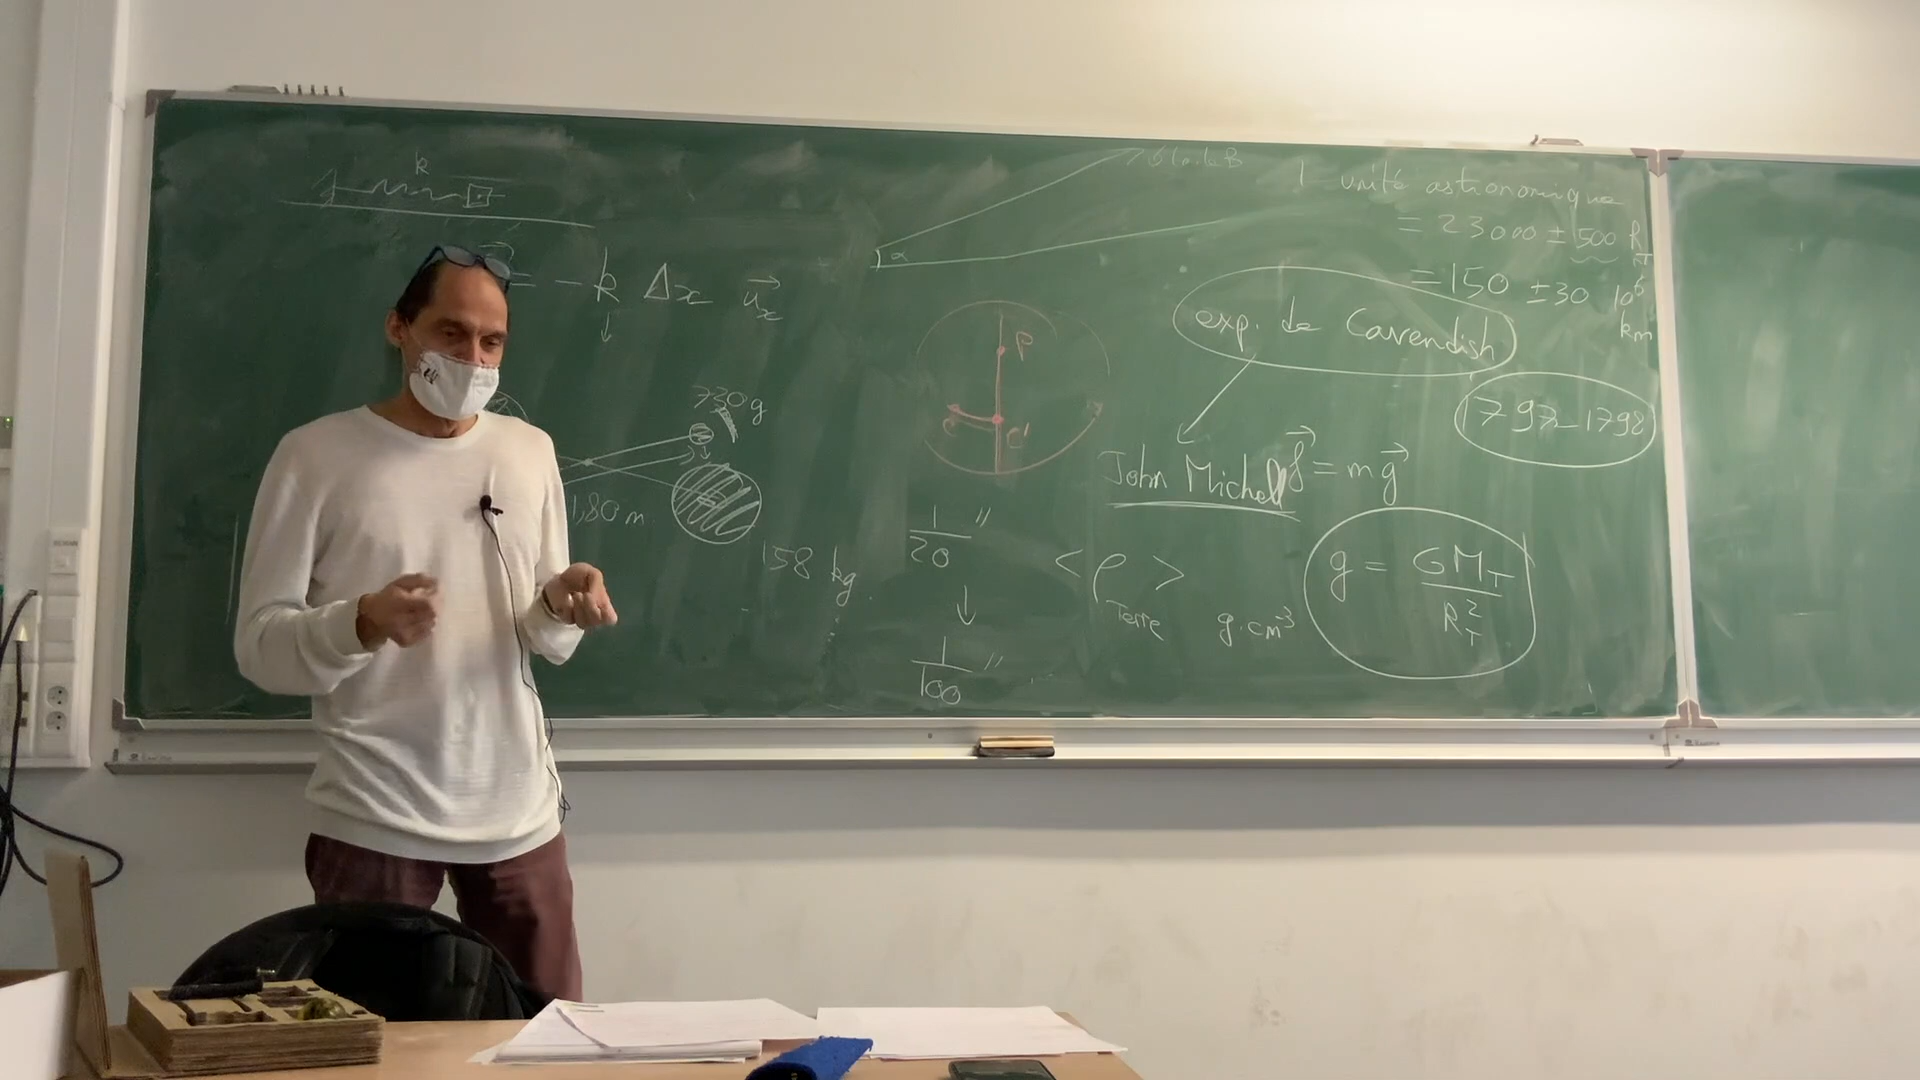 k
= - k Δx u⃗x
730 g
1,80 m
158 kg
α
P
1/20 ″
↓
1/100 ″
1 unité astronomique
= 23000 ± 500 R_T
= 150 ± 30 10⁶ km
exp. de Cavendish
1797-1798
John Michell
f⃗ = m g⃗
< ρ > Terre g.cm⁻³
g = GM_T / R_T²